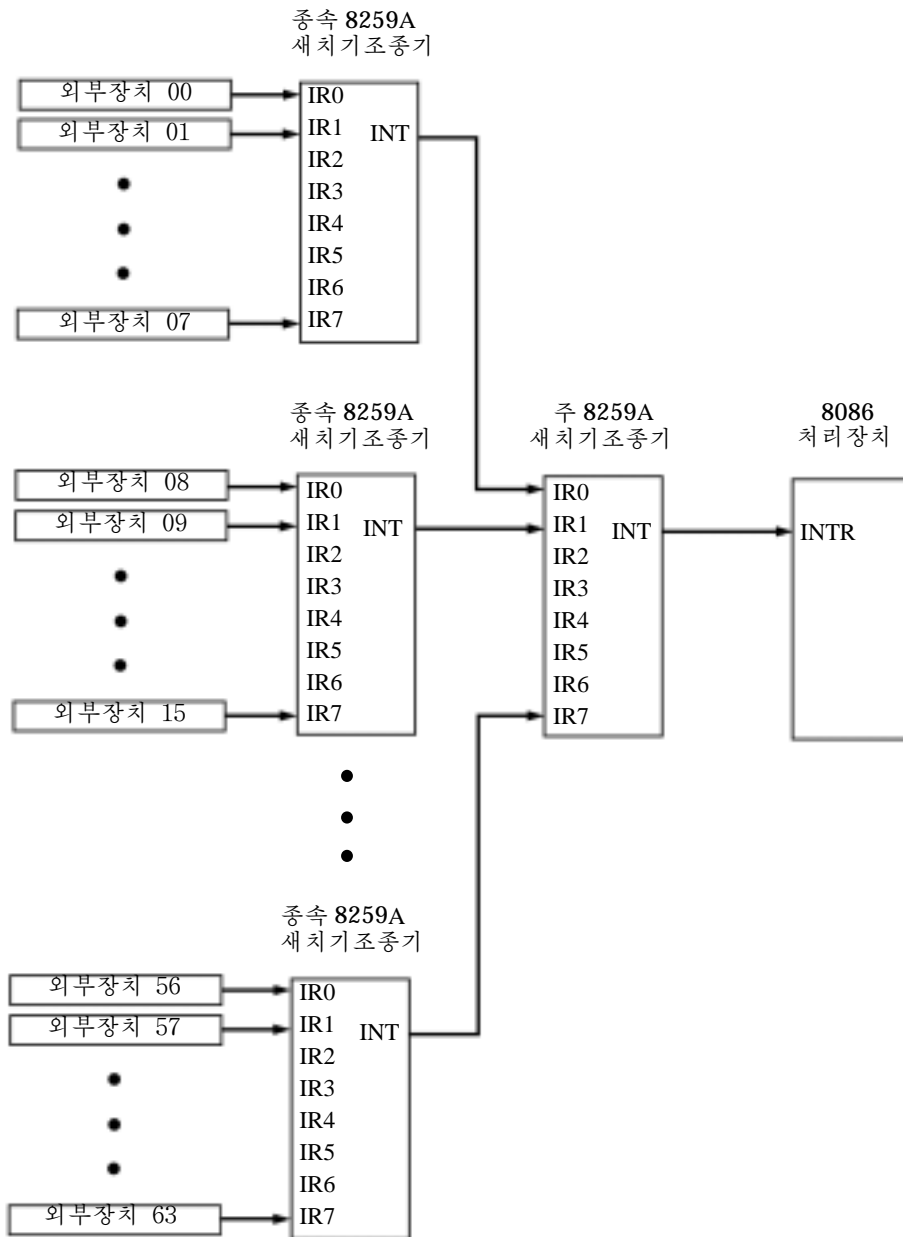 종속 8259A
새치기조종기
외부장치 00
외부장치 01
외부장치 07
IR0
IR1
IR2
IR3
IR4
IR5
IR6
IR7
INT
종속 8259A
새치기조종기
외부장치 08
외부장치 09
외부장치 15
IR0
IR1
IR2
IR3
IR4
IR5
IR6
IR7
INT
주 8259A
새치기조종기
IR0
IR1
IR2
IR3
IR4
IR5
IR6
IR7
INT
8086
처리장치
INTR
종속 8259A
새치기조종기
외부장치 56
외부장치 57
외부장치 63
IR0
IR1
IR2
IR3
IR4
IR5
IR6
IR7
INT